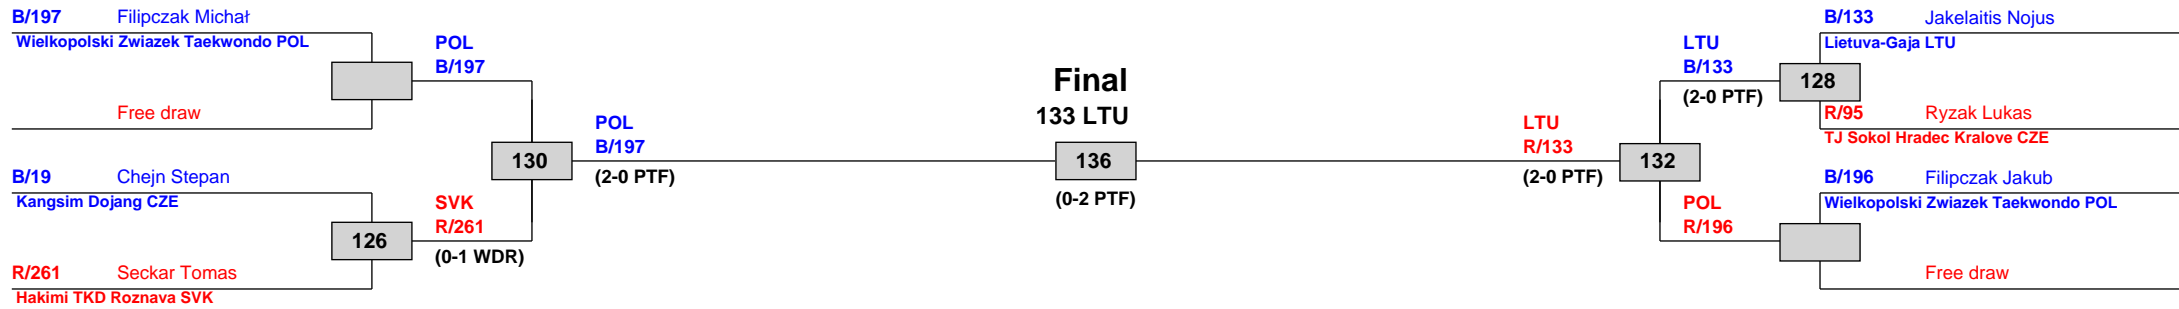 B/197 Filipczak Michał
Wielkopolski Zwiazek Taekwondo POL
Free draw
B/19 Chejn Stepan
Kangsim Dojang CZE
126
R/261 Seckar Tomas
Hakimi TKD Roznava SVK
POL
B/197
130
SVK
R/261
(0-1 WDR)
POL
B/197
(2-0 PTF)
Final
133 LTU
136
(0-2 PTF)
LTU
R/133
(2-0 PTF)
132
LTU
B/133
(2-0 PTF)
POL
R/196
B/133 Jakelaitis Nojus
Lietuva-Gaja LTU
128
R/95 Ryzak Lukas
TJ Sokol Hradec Kralove CZE
B/196 Filipczak Jakub
Wielkopolski Zwiazek Taekwondo POL
Free draw